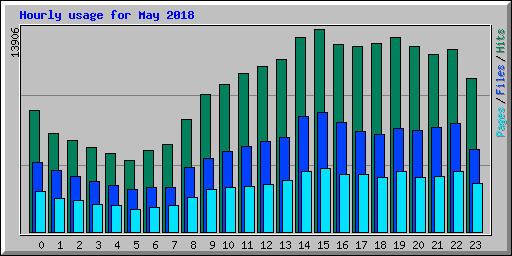 Hourly usage for May 2018
13906
Pages / Files / Hits
0 1 2 3 4 5 6 7 8 9 10 11 12 13 14 15 16 17 18 19 20 21 22 23